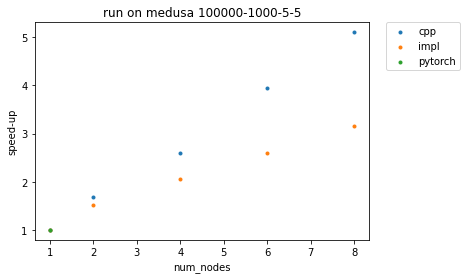 run on medusa 100000-1000-5-5
cpp
impl
pytorch
speed-up
5
4
3
2
1
1 2 3 4 5 6 7 8
num_nodes